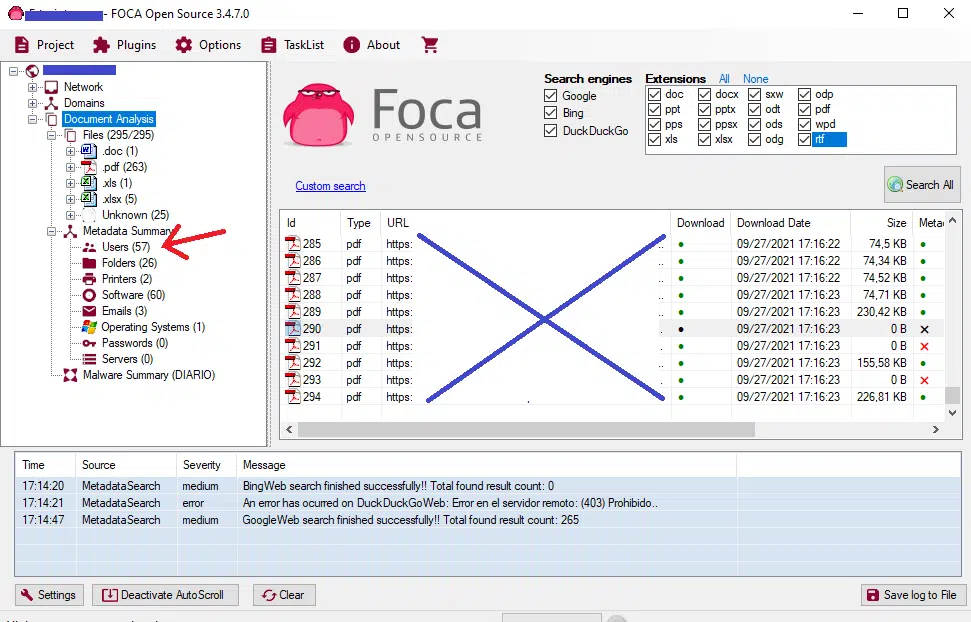 - FOCA Open Source 3.4.7.0
Project Plugins Options TaskList About
Network
Domains
Document Analysis
Files (295/295)
.doc (1)
.pdf (263)
.xls (1)
.xlsx (5)
Unknown (25)
Metadata Summary
Users (57)
Folders (26)
Printers (2)
Software (60)
Emails (3)
Operating Systems (1)
Passwords (0)
Servers (0)
Malware Summary (DIARIO)
Foca
OPENSOURCE
Search engines
Google
Bing
DuckDuckGo
Extensions All None
doc docx sxw odp
ppt pptx odt pdf
pps ppsx ods wpd
xls xlsx odg rtf
Custom search
Search All
Id Type URL Download Download Date Size Metad
285 pdf https: .. ● 09/27/2021 17:16:22 74,5 KB ●
286 pdf https: .. ● 09/27/2021 17:16:22 74,34 KB ●
287 pdf https: .. ● 09/27/2021 17:16:22 74,52 KB ●
288 pdf https: .. ● 09/27/2021 17:16:23 74,71 KB ●
289 pdf https: .. ● 09/27/2021 17:16:23 230,42 KB ●
290 pdf https: . ● 09/27/2021 17:16:23 0 B ×
291 pdf https: . ● 09/27/2021 17:16:23 0 B ×
292 pdf https: .. ● 09/27/2021 17:16:23 155,58 KB ●
293 pdf https: .. ● 09/27/2021 17:16:23 0 B ×
294 pdf https: .. ● 09/27/2021 17:16:23 226,81 KB ●
Time Source Severity Message
17:14:20 MetadataSearch medium BingWeb search finished successfully!! Total found result count: 0
17:14:21 MetadataSearch error An error has ocurred on DuckDuckGoWeb: Error en el servidor remoto: (403) Prohibido..
17:14:47 MetadataSearch medium GoogleWeb search finished successfully!! Total found result count: 265
Settings Deactivate AutoScroll Clear Save log to File